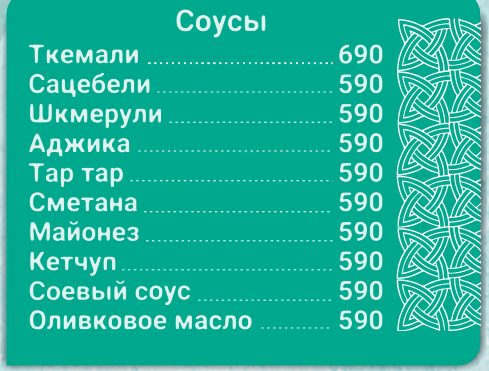 Соусы
Ткемали 690
Сацебели 590
Шкмерули 590
Аджика 590
Тар тар 590
Сметана 590
Майонез 590
Кетчуп 590
Соевый соус 590
Оливковое масло 590